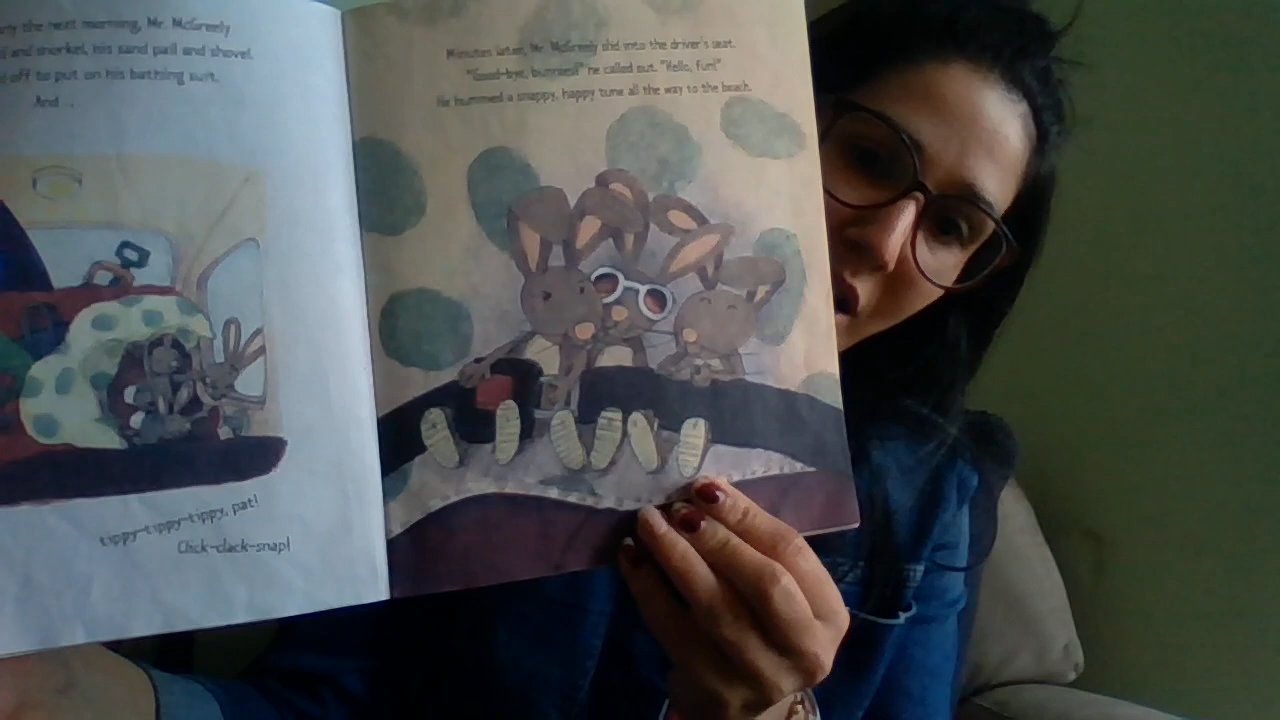 rly the next morning, Mr. McGreely
l and snorkel, his sand pail and shovel.
d off to put on his bathing suit.
And...
tippy-tippy-tippy, pat!
Click-clack-snap!
Minutes later, Mr. McGreely slid into the driver's seat.
"Good-bye, bunnies!" he called out. "Hello, fun!"
He hummed a snappy, happy tune all the way to the beach.